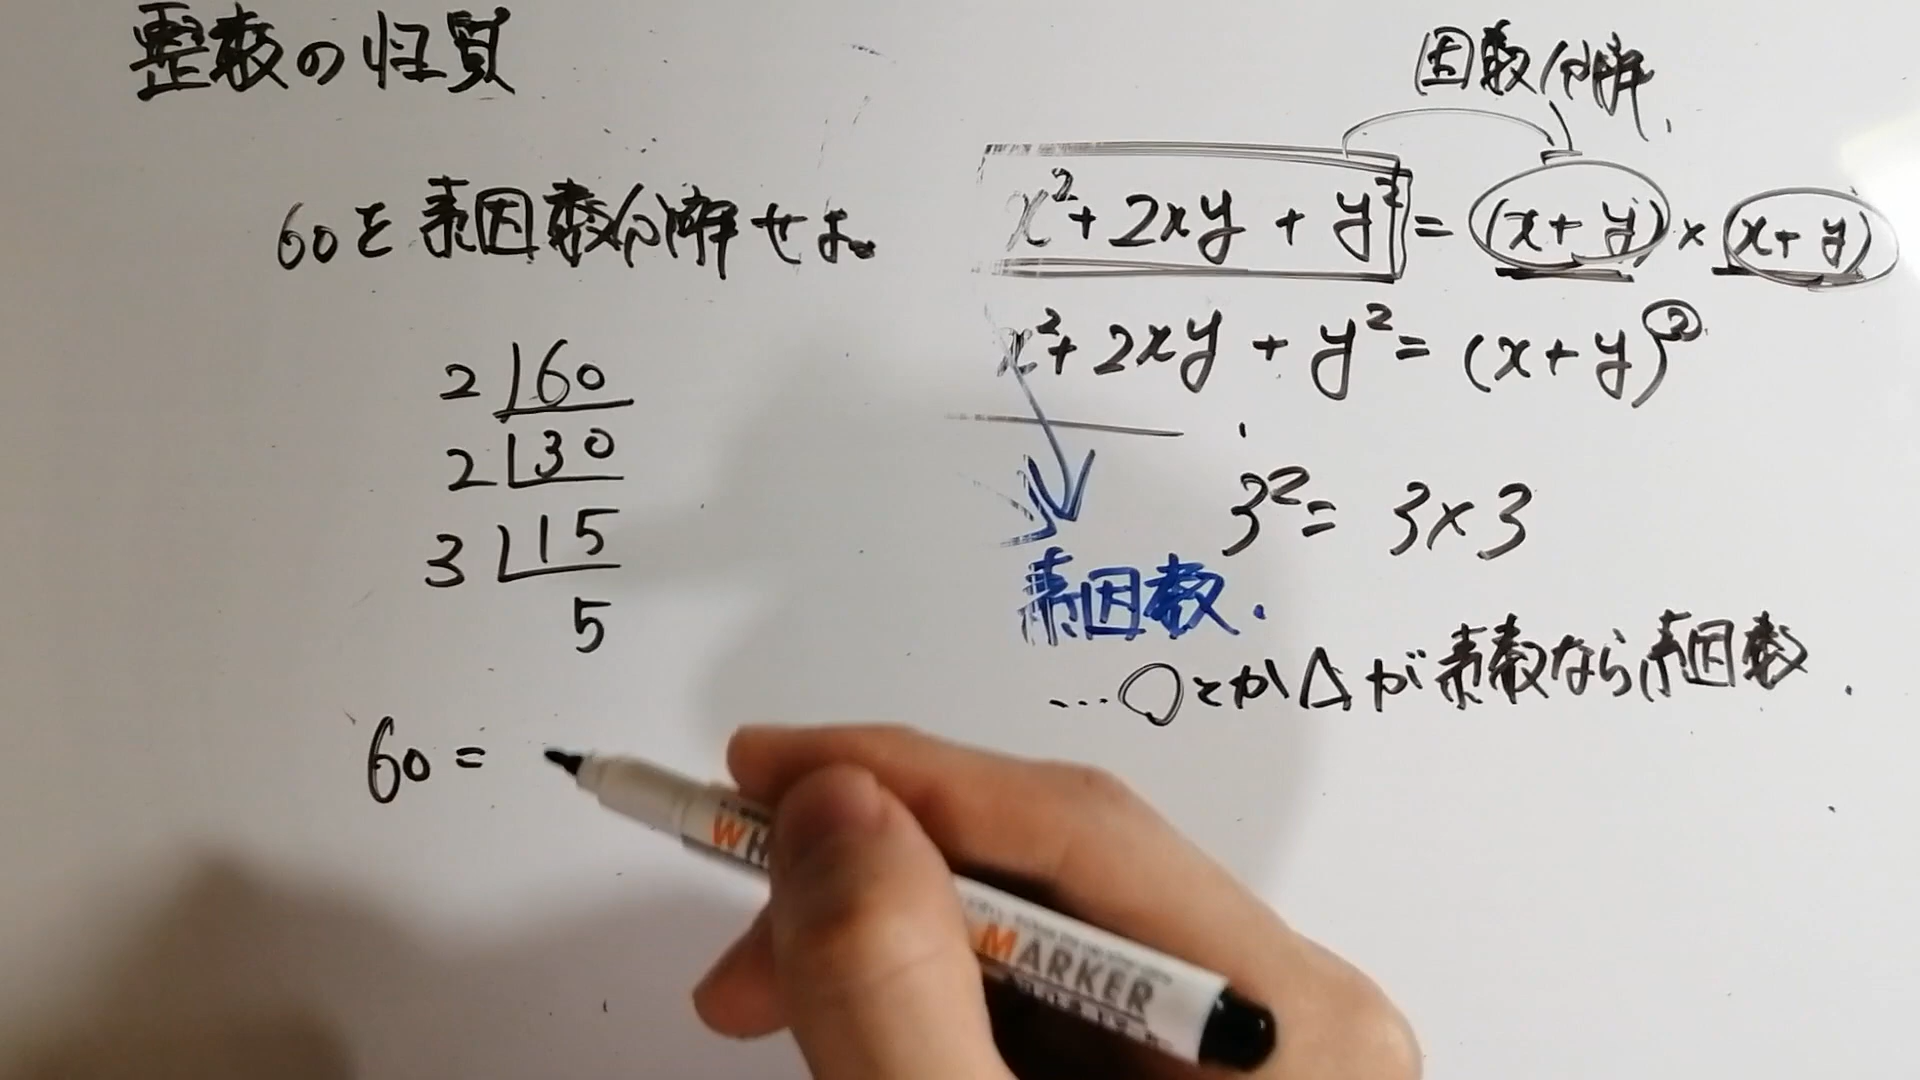 整数の性質
60を素因数分解せよ。
2 60
2 30
3 15
5
60 =
因数分解.
x²+2xy+y² = (x+y)×(x+y)
x²+2xy+y² = (x+y)²
3² = 3×3
素因数.
…○とか△が素数なら素因数.
MARKER